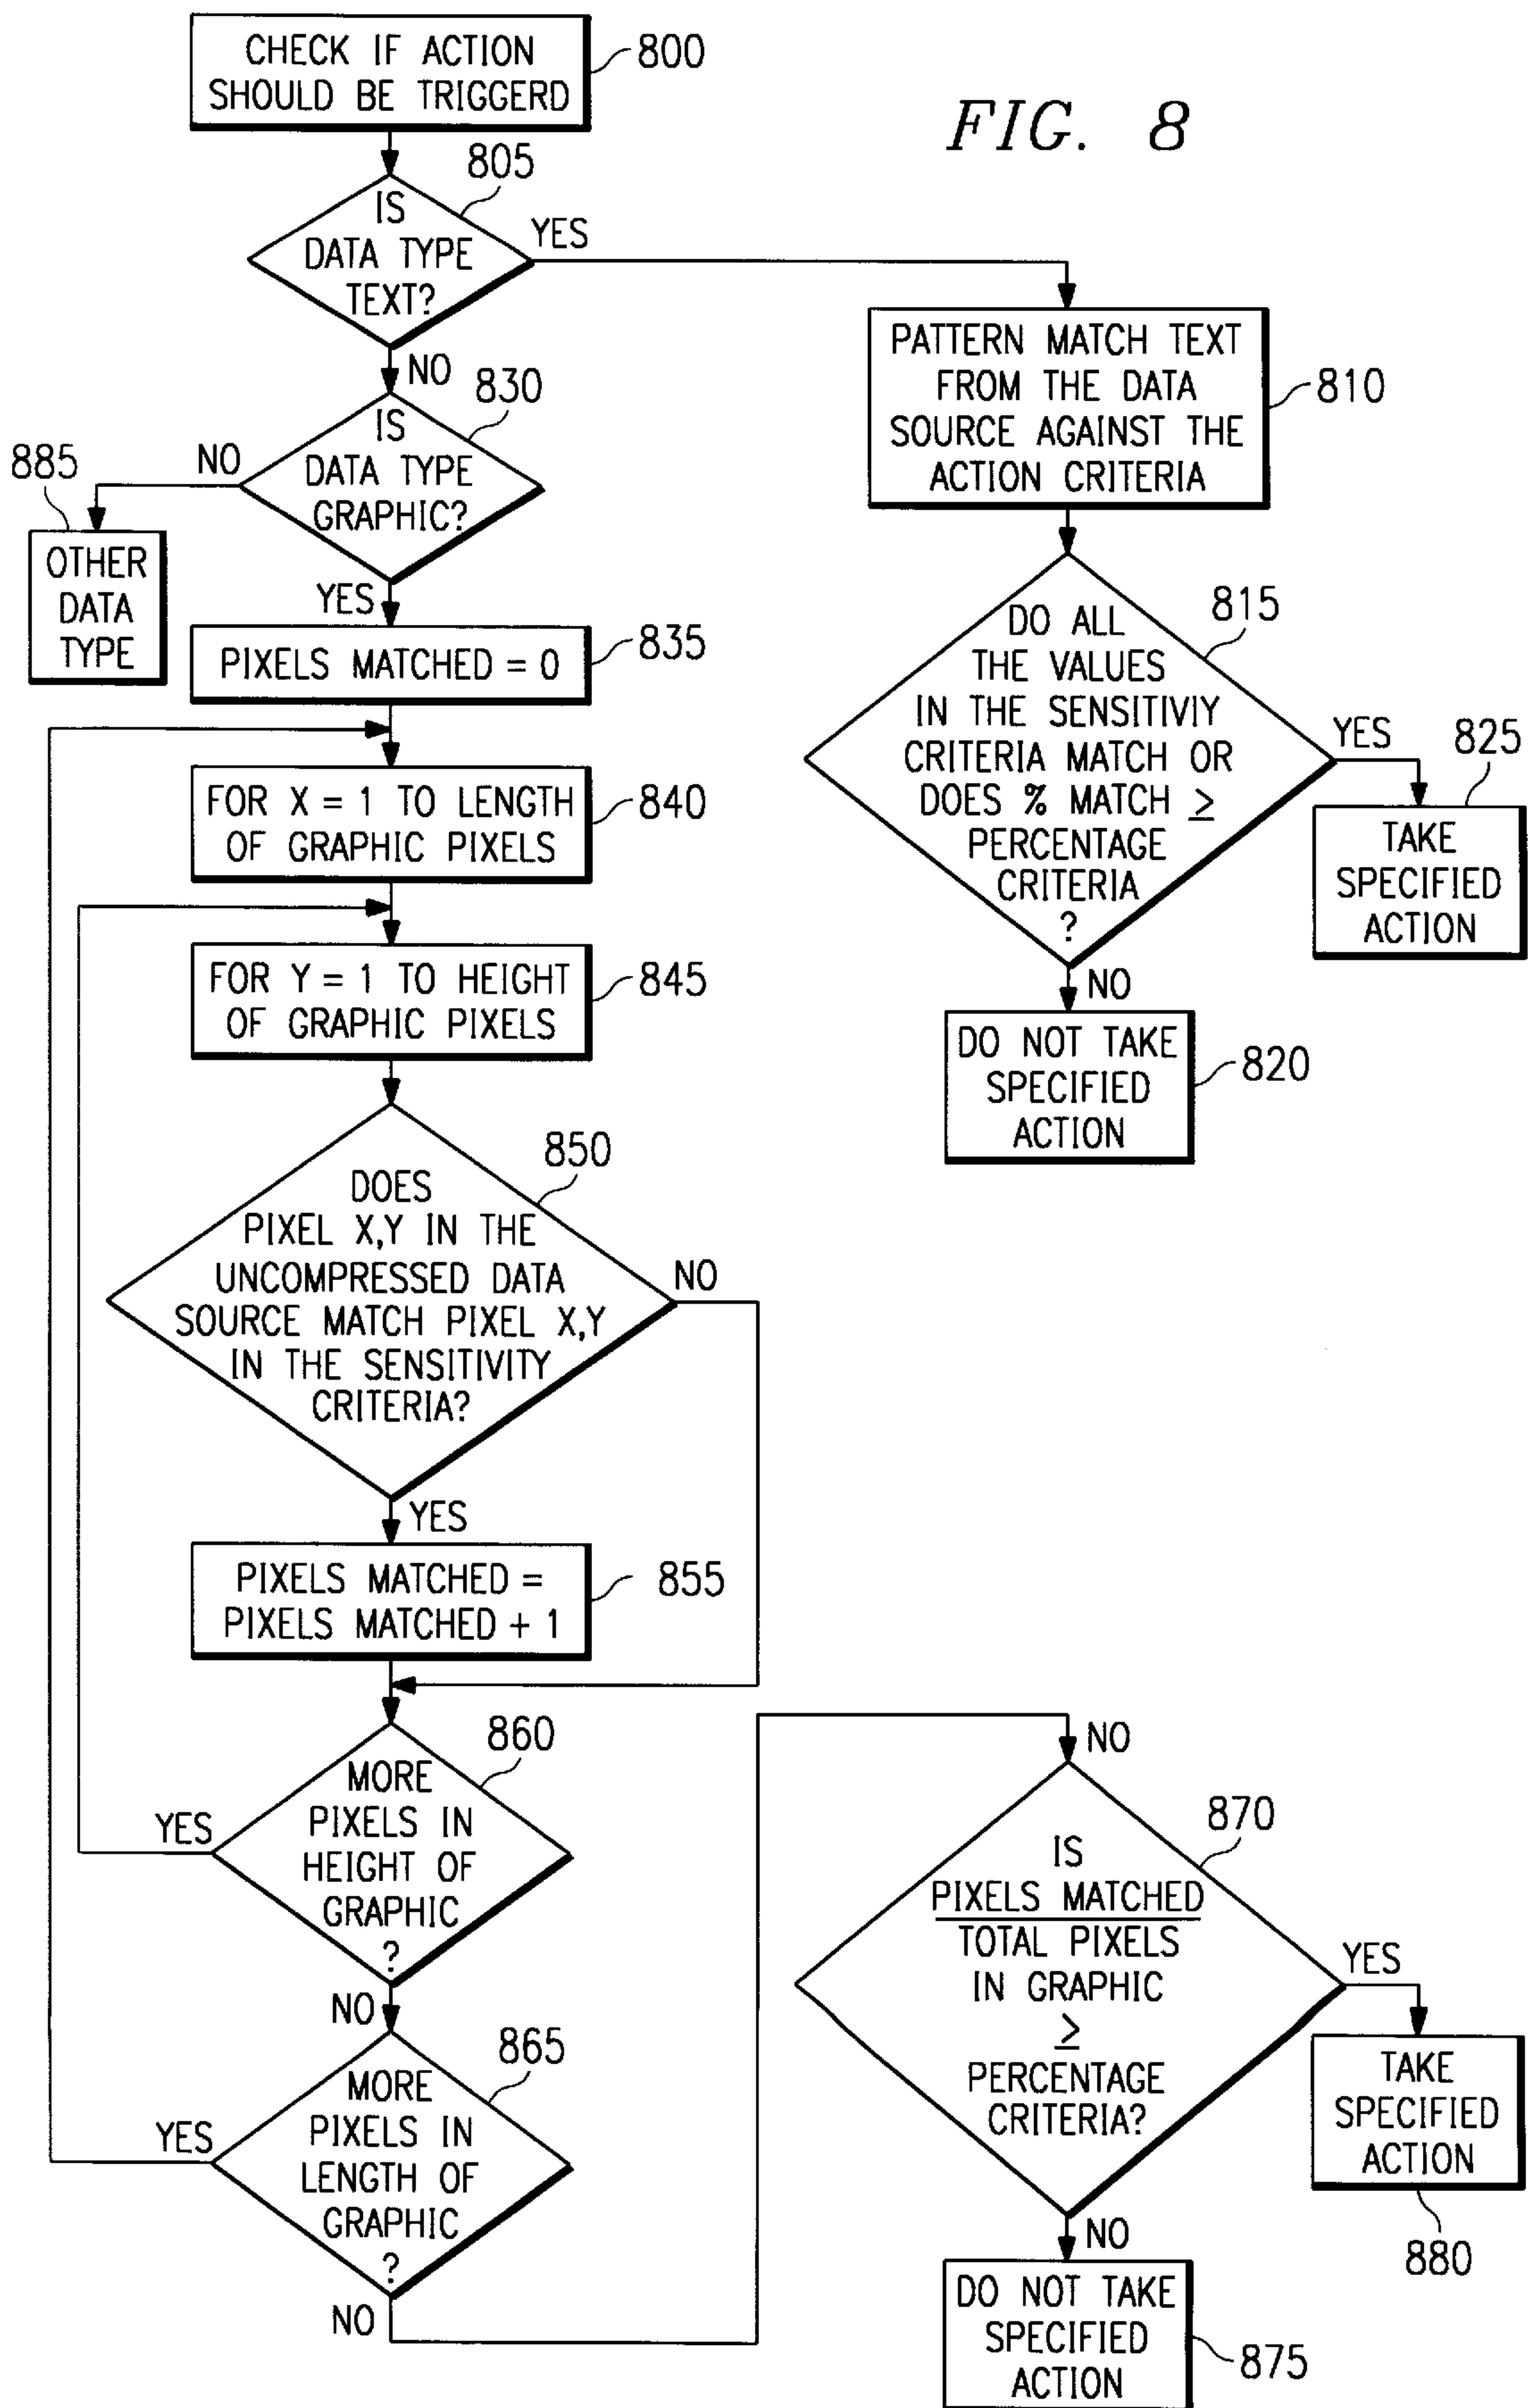 CHECK IF ACTION
SHOULD BE TRIGGERD
800
FIG. 8
805
IS
DATA TYPE
TEXT?
YES
NO
PATTERN MATCH TEXT
FROM THE DATA
SOURCE AGAINST THE
ACTION CRITERIA
810
830
IS
DATA TYPE
GRAPHIC?
NO
885
OTHER
DATA
TYPE
YES
PIXELS MATCHED = 0
835
815
DO ALL
THE VALUES
IN THE SENSITIVIY
CRITERIA MATCH OR
DOES % MATCH ≥
PERCENTAGE
CRITERIA
?
YES
825
TAKE
SPECIFIED
ACTION
NO
DO NOT TAKE
SPECIFIED
ACTION
820
FOR X = 1 TO LENGTH
OF GRAPHIC PIXELS
840
FOR Y = 1 TO HEIGHT
OF GRAPHIC PIXELS
845
850
DOES
PIXEL X,Y IN THE
UNCOMPRESSED DATA
SOURCE MATCH PIXEL X,Y
IN THE SENSITIVITY
CRITERIA?
NO
YES
PIXELS MATCHED =
PIXELS MATCHED + 1
855
860
MORE
PIXELS IN
HEIGHT OF
GRAPHIC
?
YES
NO
865
MORE
PIXELS IN
LENGTH OF
GRAPHIC
?
YES
NO
NO
870
IS
PIXELS MATCHED
TOTAL PIXELS
IN GRAPHIC
≥
PERCENTAGE
CRITERIA?
YES
TAKE
SPECIFIED
ACTION
880
NO
DO NOT TAKE
SPECIFIED
ACTION
875